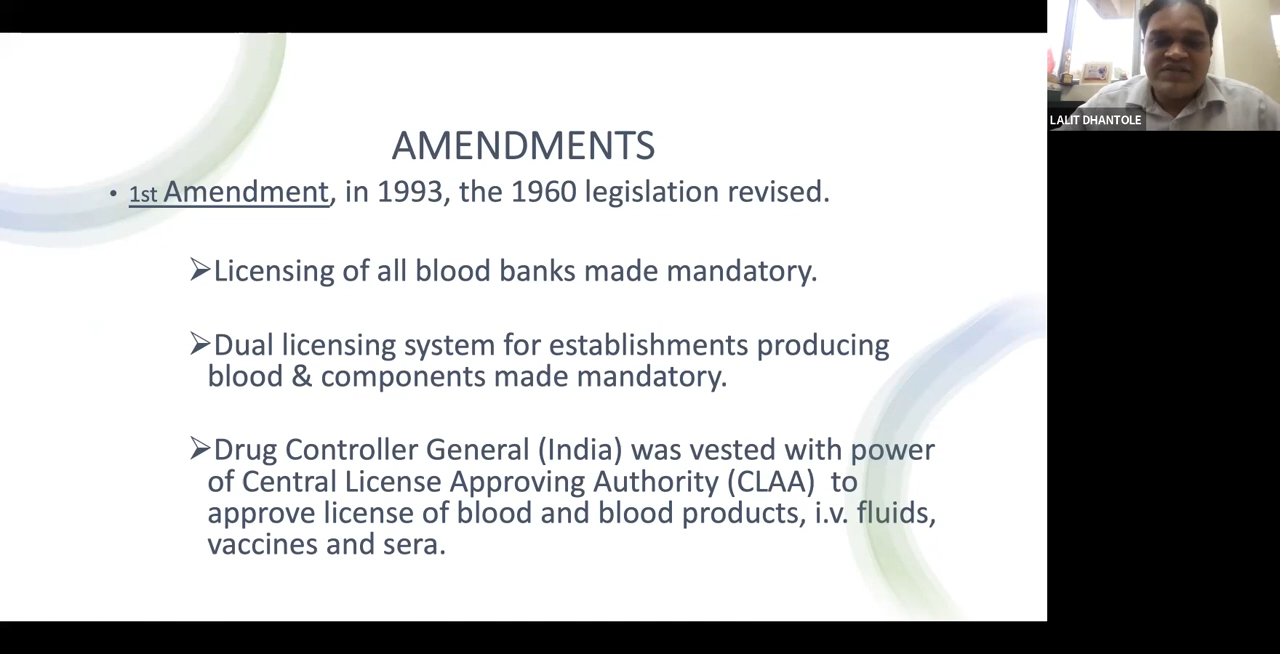 AMENDMENTS
• 1st Amendment, in 1993, the 1960 legislation revised.
➢Licensing of all blood banks made mandatory.
➢Dual licensing system for establishments producing
blood & components made mandatory.
➢Drug Controller General (India) was vested with power
of Central License Approving Authority (CLAA) to
approve license of blood and blood products, i.v. fluids,
vaccines and sera.
LALIT DHANTOLE